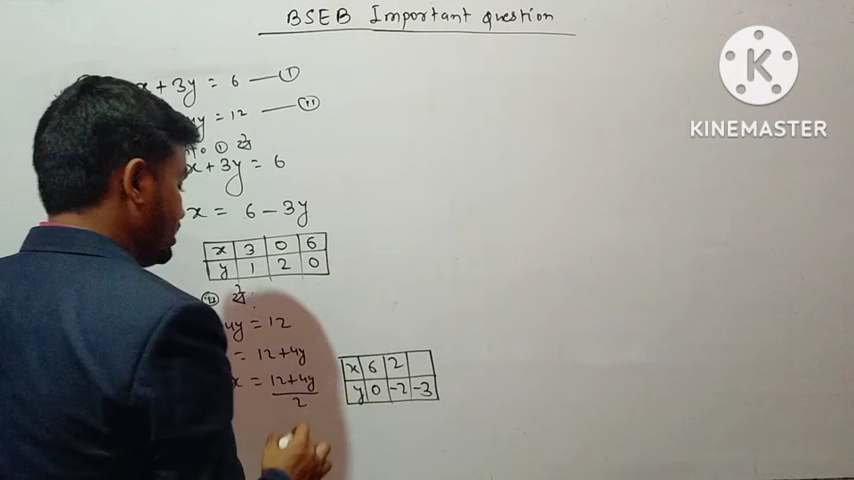 BSEB Important question
x + 3y = 6 — I
y = 12 — II
I से
x + 3y = 6
x = 6 - 3y
x 3 0 6
y 1 2 0
II से
4y = 12
= 12+4y
x = 12+4y
2
x 6 2
y 0 -2 -3
K
KINEMASTER